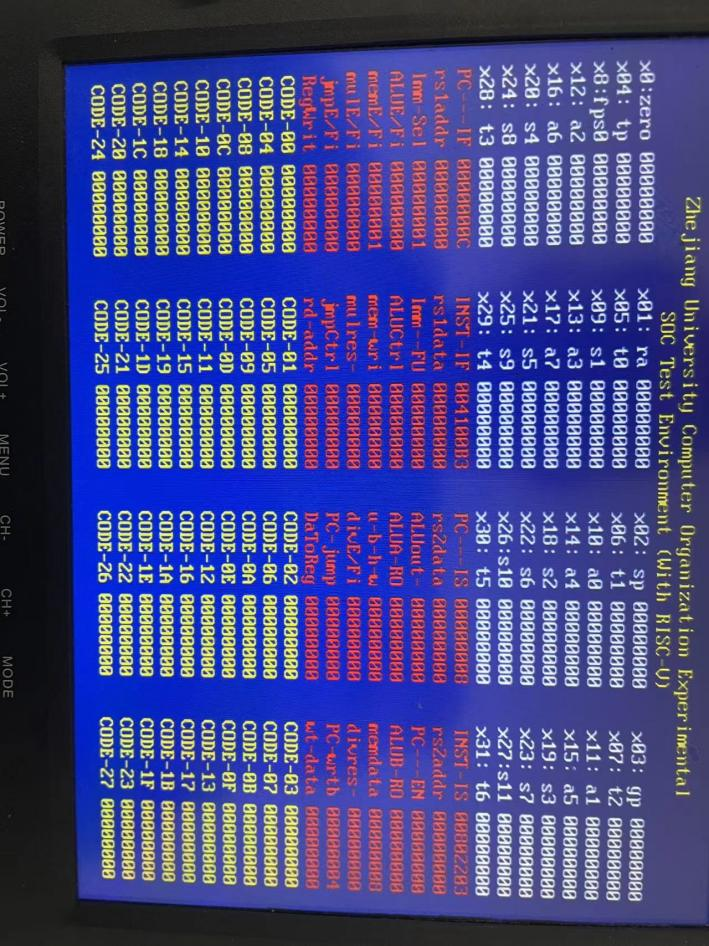 Zhejiang University Computer Organization Experimental
SOC Test Environment (With RISC-V)
x0:zero 00000000 x01: ra 00000000 x02: sp 00000000 x03: gp 00000000
x04: tp 00000000 x05: t0 00000000 x06: t1 00000000 x07: t2 00000000
x8:fps0 00000000 x09: s1 00000000 x10: a0 00000000 x11: a1 00000000
x12: a2 00000000 x13: a3 00000000 x14: a4 00000000 x15: a5 00000000
x16: a6 00000000 x17: a7 00000000 x18: s2 00000000 x19: s3 00000000
x20: s4 00000000 x21: s5 00000000 x22: s6 00000000 x23: s7 00000000
x24: s8 00000000 x25: s9 00000000 x26:s10 00000000 x27:s11 00000000
x28: t3 00000000 x29: t4 00000000 x30: t5 00000000 x31: t6 00000000
PC---IF 0000000C INST-IF 004100B3 PC---IS 00000008 INST-IS
rs1addr 00000000 rs1data 00000000 rs2data 00000000 rs2addr 00000000
Imm-Sel 00000001 Imm--FU 00000000 ALUout- 00000000 PC---EN 00000001
ALUE/Fi 00000000 ALUCtrl 00000000 ALUA-RO 00000000 ALUB-RO 00000000
memE/Fi 00000001 mem-wri 00000000 u-b-h-w memdata 00000008
mulE/Fi 00000000 mulres- 00000000 divE/Fi 00000000 divres- 00000000
jmpE/Fi 00000000 jmpCtrl 00000000 PC-jump 00000000 PC-wrtb 00000004
RegWrit 00000000 rd-addr 00000000 DaToReg 00000000 wt-data 00000000
CODE-00 00000000 CODE-01 00000000 CODE-02 00000000 CODE-03 00000000
CODE-04 00000000 CODE-05 00000000 CODE-06 00000000 CODE-07 00000000
CODE-08 00000000 CODE-09 00000000 CODE-0A 00000000 CODE-0B 00000000
CODE-0C 00000000 CODE-0D 00000000 CODE-0E 00000000 CODE-0F 00000000
CODE-10 00000000 CODE-11 00000000 CODE-12 00000000 CODE-13 00000000
CODE-14 00000000 CODE-15 00000000 CODE-16 00000000 CODE-17 00000000
CODE-18 00000000 CODE-19 00000000 CODE-1A 00000000 CODE-1B 00000000
CODE-1C 00000000 CODE-1D 00000000 CODE-1E 00000000 CODE-1F 00000000
CODE-20 00000000 CODE-21 00000000 CODE-22 00000000 CODE-23 00000000
CODE-24 00000000 CODE-25 00000000 CODE-26 00000000 CODE-27 00000000
POWER VOL- VOL+ MENU CH- CH+ MODE